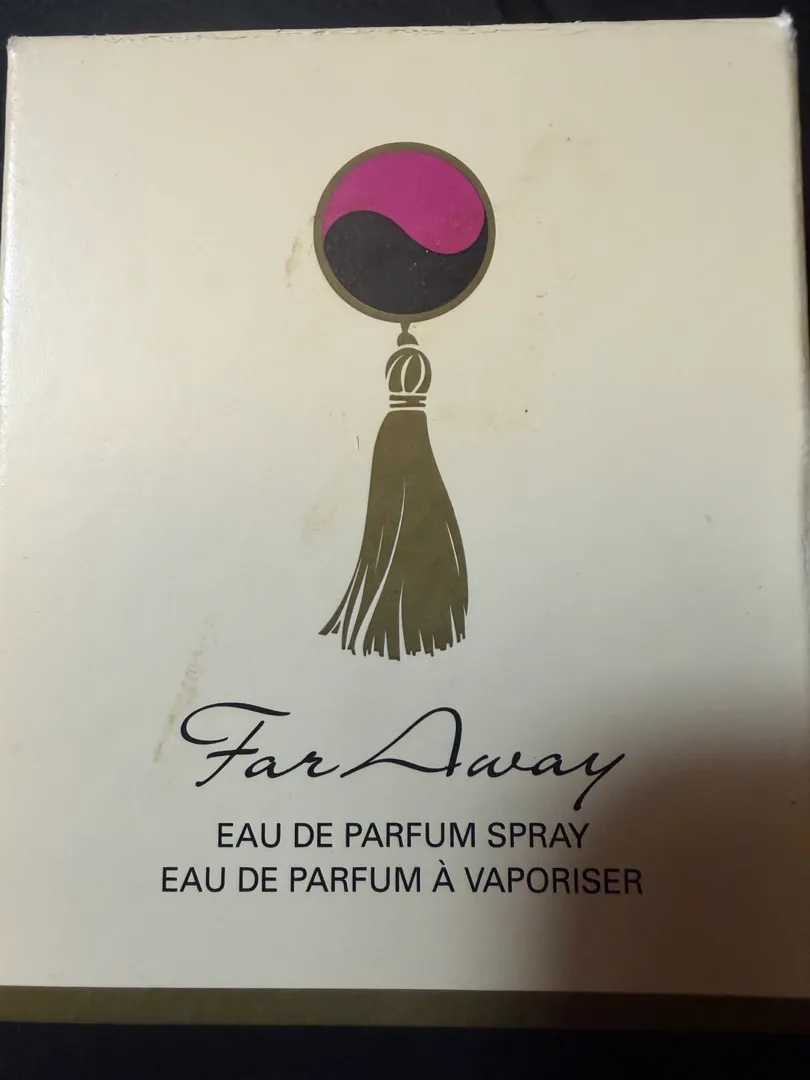 Far Away
EAU DE PARFUM SPRAY
EAU DE PARFUM À VAPORISER